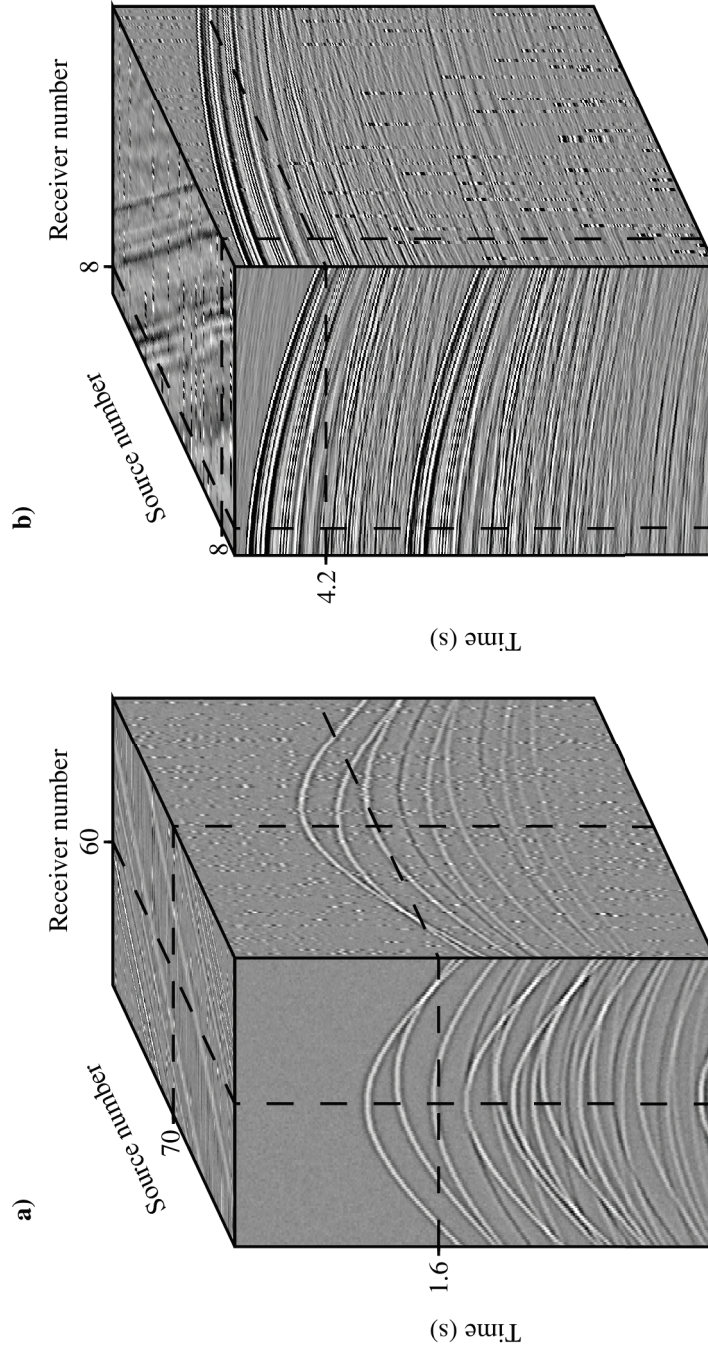 a)
Receiver number
60
Source number
70
1.6
Time (s)
b)
Receiver number
8
Source number
8
4.2
Time (s)